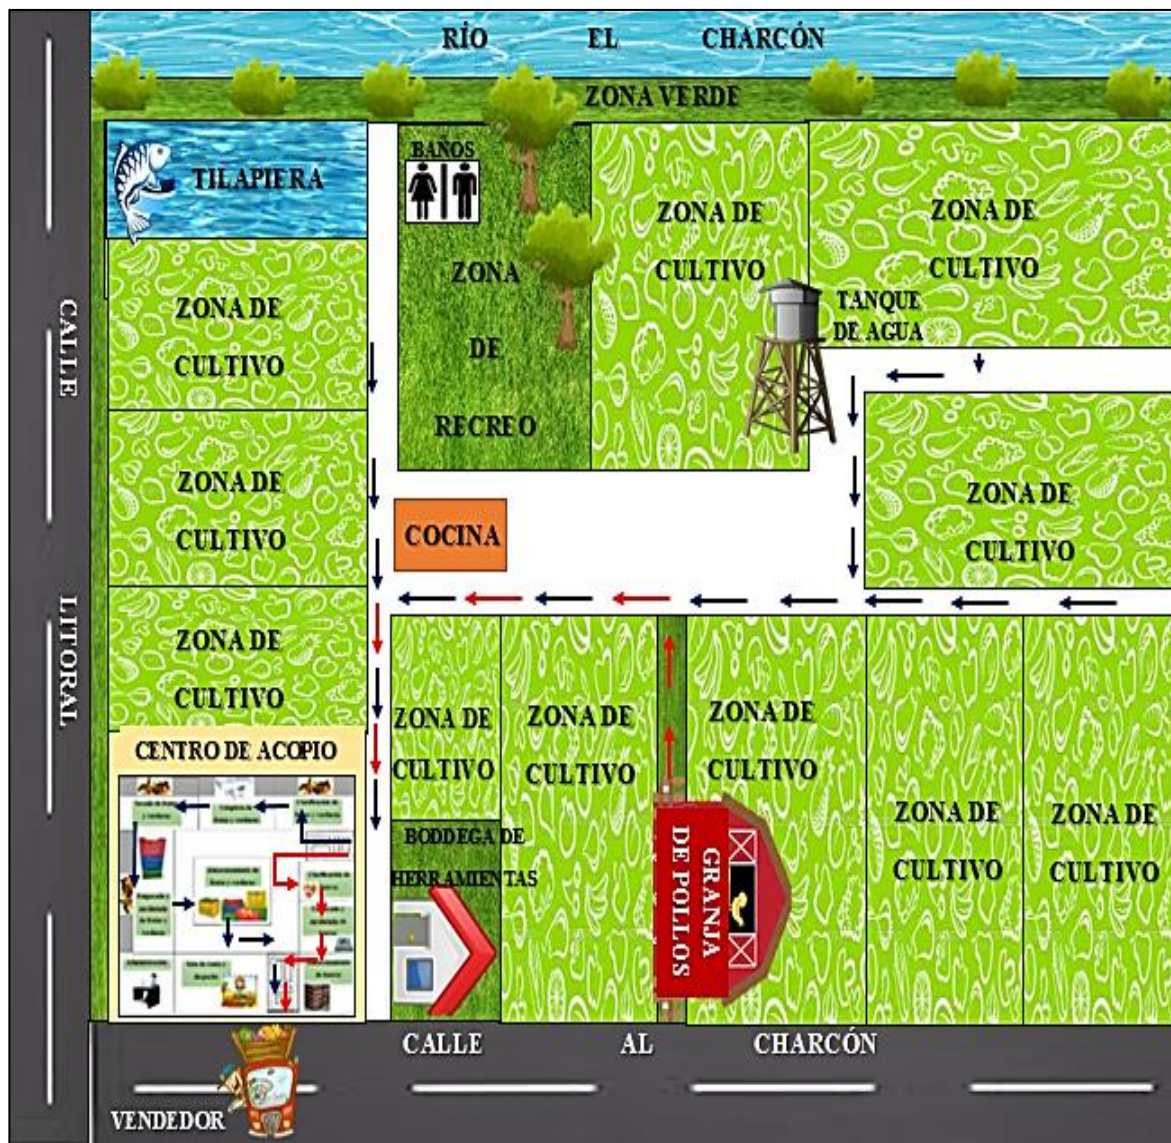 RÍO EL CHARCÓN
ZONA VERDE
TILAPIERA
BAÑOS
ZONA
DE
RECREO
ZONA DE
CULTIVO
ZONA DE
CULTIVO
TANQUE
DE AGUA
ZONA DE
CULTIVO
CALLE LITORAL
ZONA DE
CULTIVO
COCINA
ZONA DE
CULTIVO
ZONA DE
CULTIVO
ZONA DE
CULTIVO
ZONA DE
CULTIVO
ZONA DE
CULTIVO
ZONA DE
CULTIVO
ZONA DE
CULTIVO
CENTRO DE ACOPIO
BODDEGA DE
HERRAMIENTAS
GRANJA
DE POLLOS
CALLE AL CHARCÓN
VENDEDOR